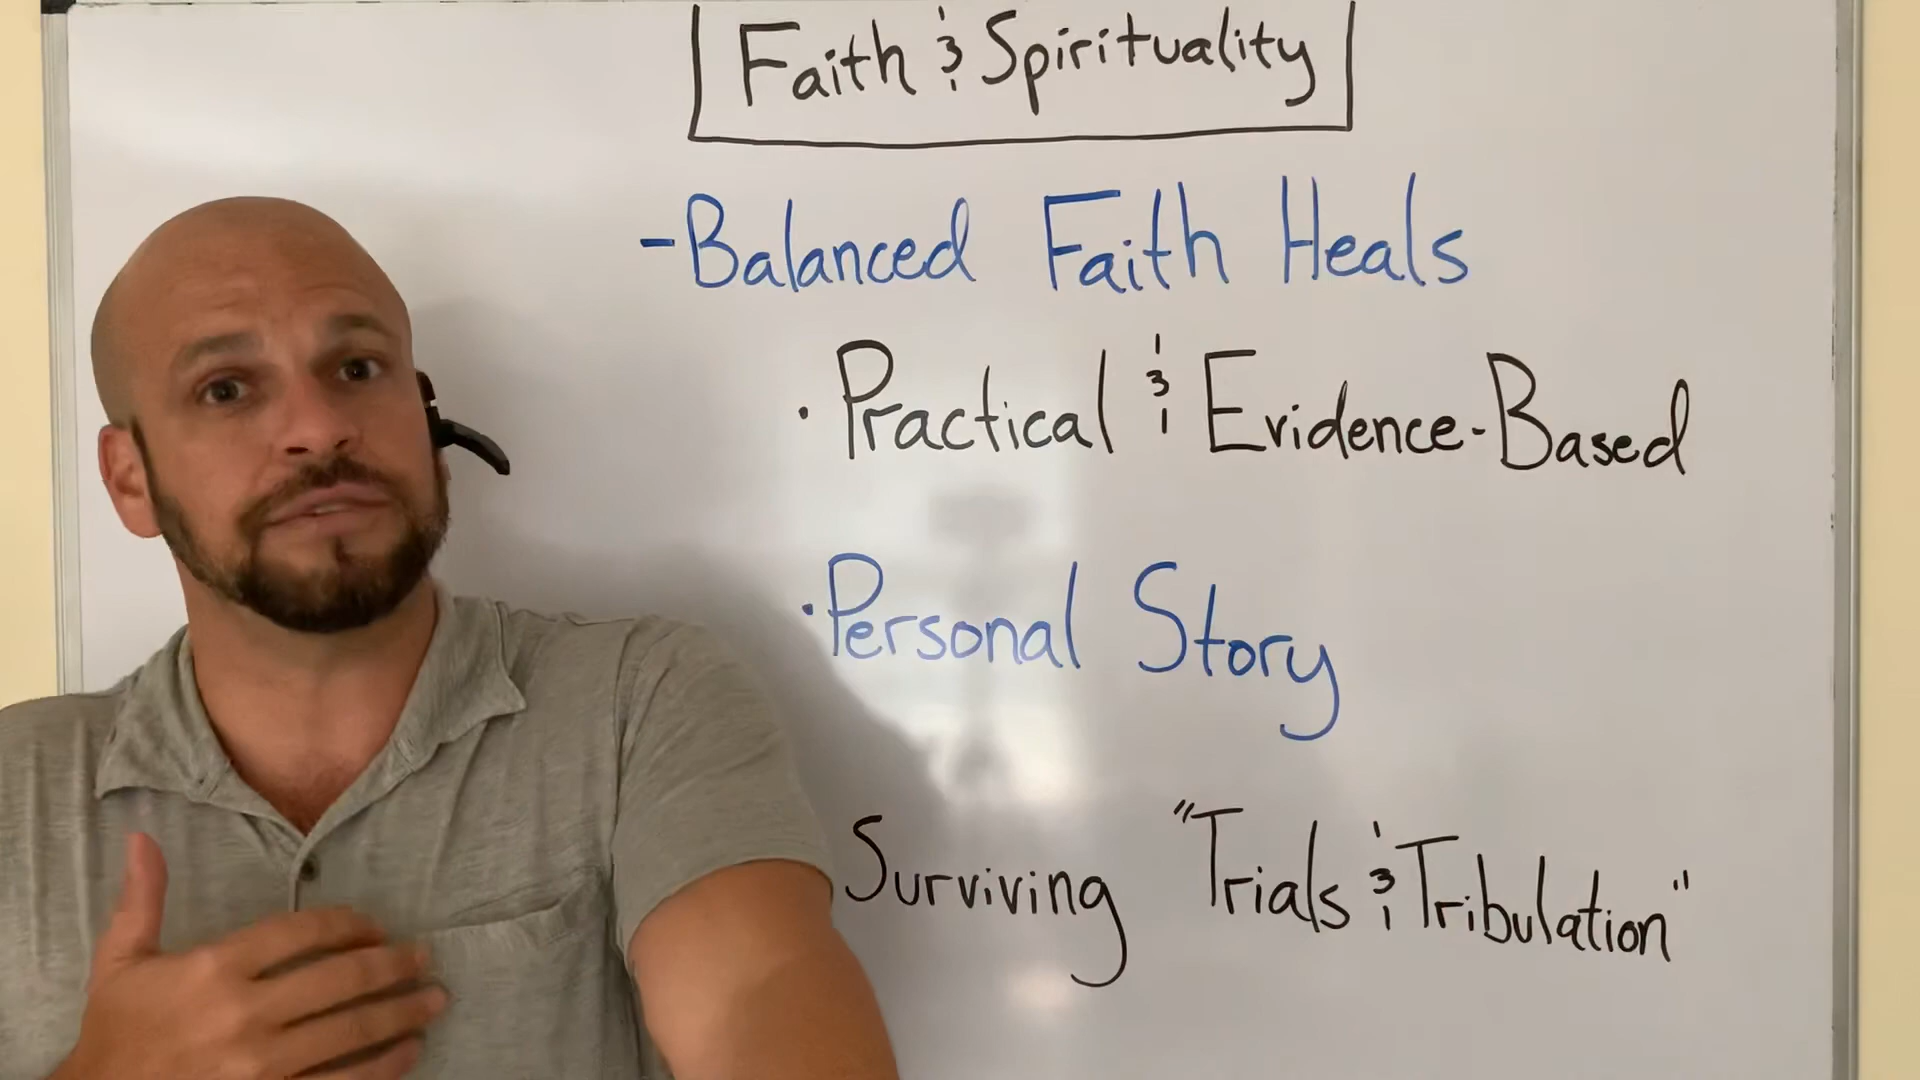 Faith & Spirituality
-Balanced Faith Heals
· Practical & Evidence-Based
· Personal Story
Surviving "Trials & Tribulation"